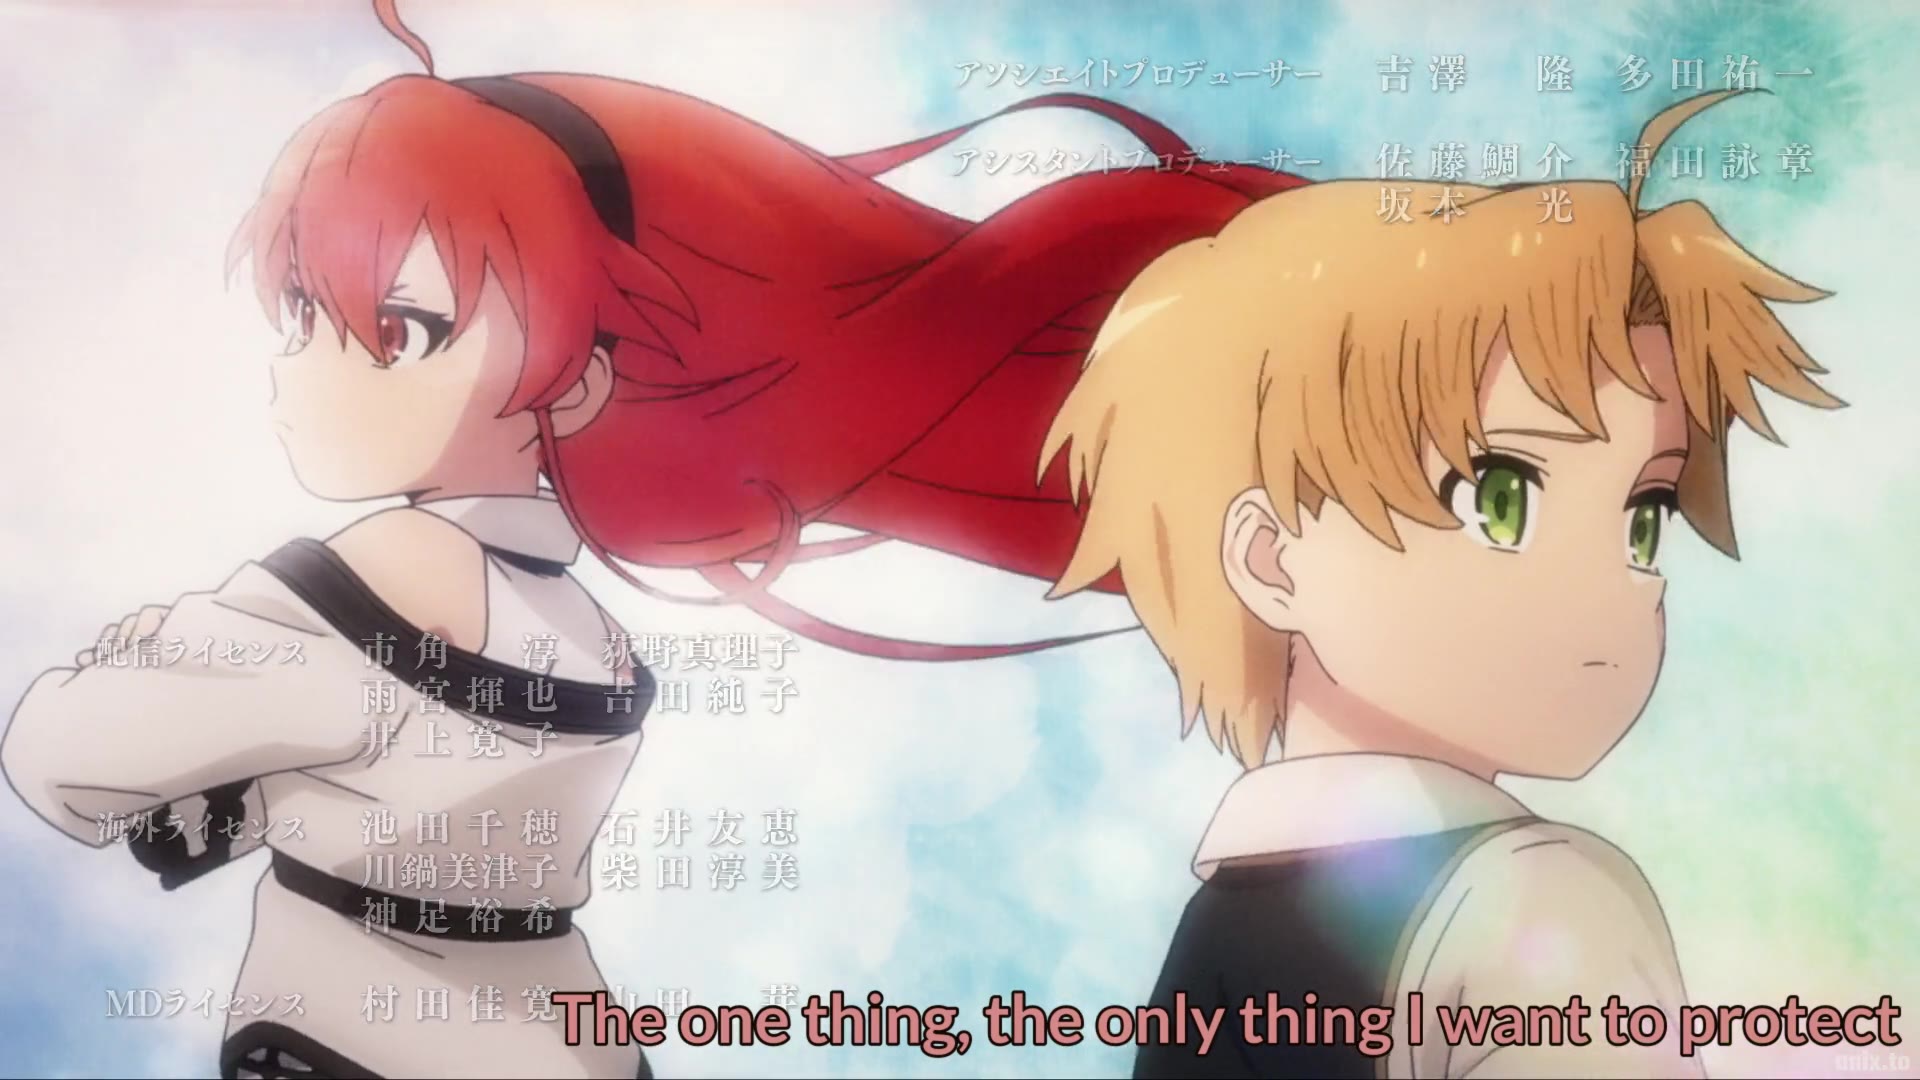 アソシエイトプロデューサー 吉澤 隆 多田祐一
アシスタントプロデューサー 佐藤鯛介 福田詠章
坂本 光
配信ライセンス 市角 淳 荻野真理子
雨宮揮也 吉田純子
井上寛子
海外ライセンス 池田千穂 石井友恵
川鍋美津子 柴田淳美
神足裕希
MDライセンス 村田佳寛 山田
The one thing, the only thing I want to protect
anix.to